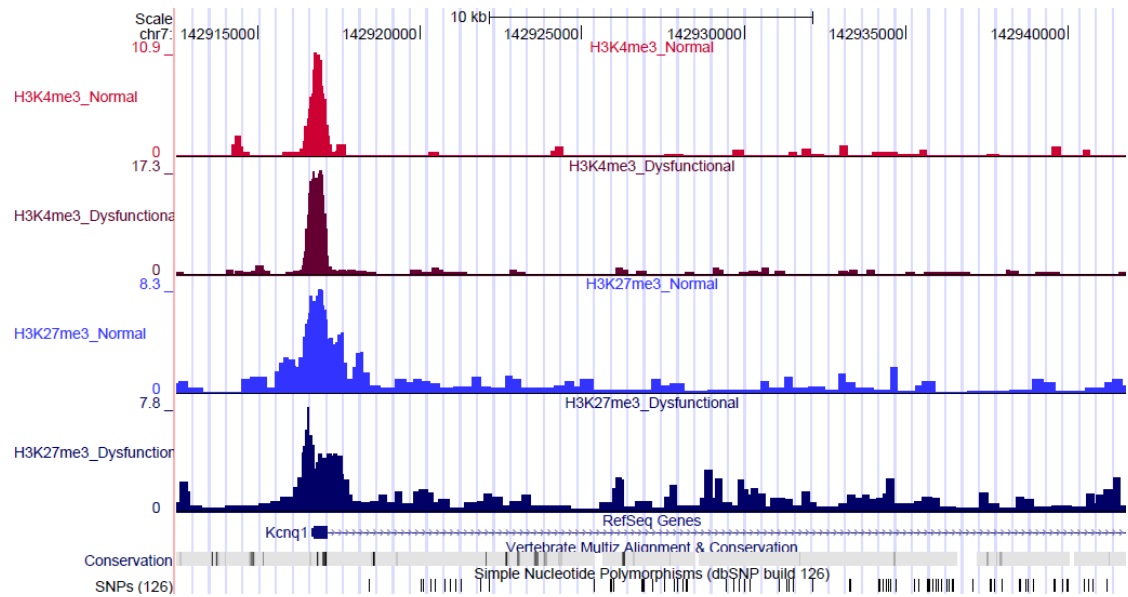 Scale
10 kb
chr7:
142915000
142920000
142925000
142930000
142935000
142940000
10.9 _
H3K4me3_Normal
H3K4me3_Normal
0
17.3 _
H3K4me3_Dysfunctional
H3K4me3_Dysfunctiona
0
8.3 _
H3K27me3_Normal
H3K27me3_Normal
0
7.8 _
H3K27me3_Dysfunctional
H3K27me3_Dysfunction
0
RefSeq Genes
Kcnq1
Vertebrate Multiz Alignment & Conservation
Conservation
Simple Nucleotide Polymorphisms (dbSNP build 126)
SNPs (126)